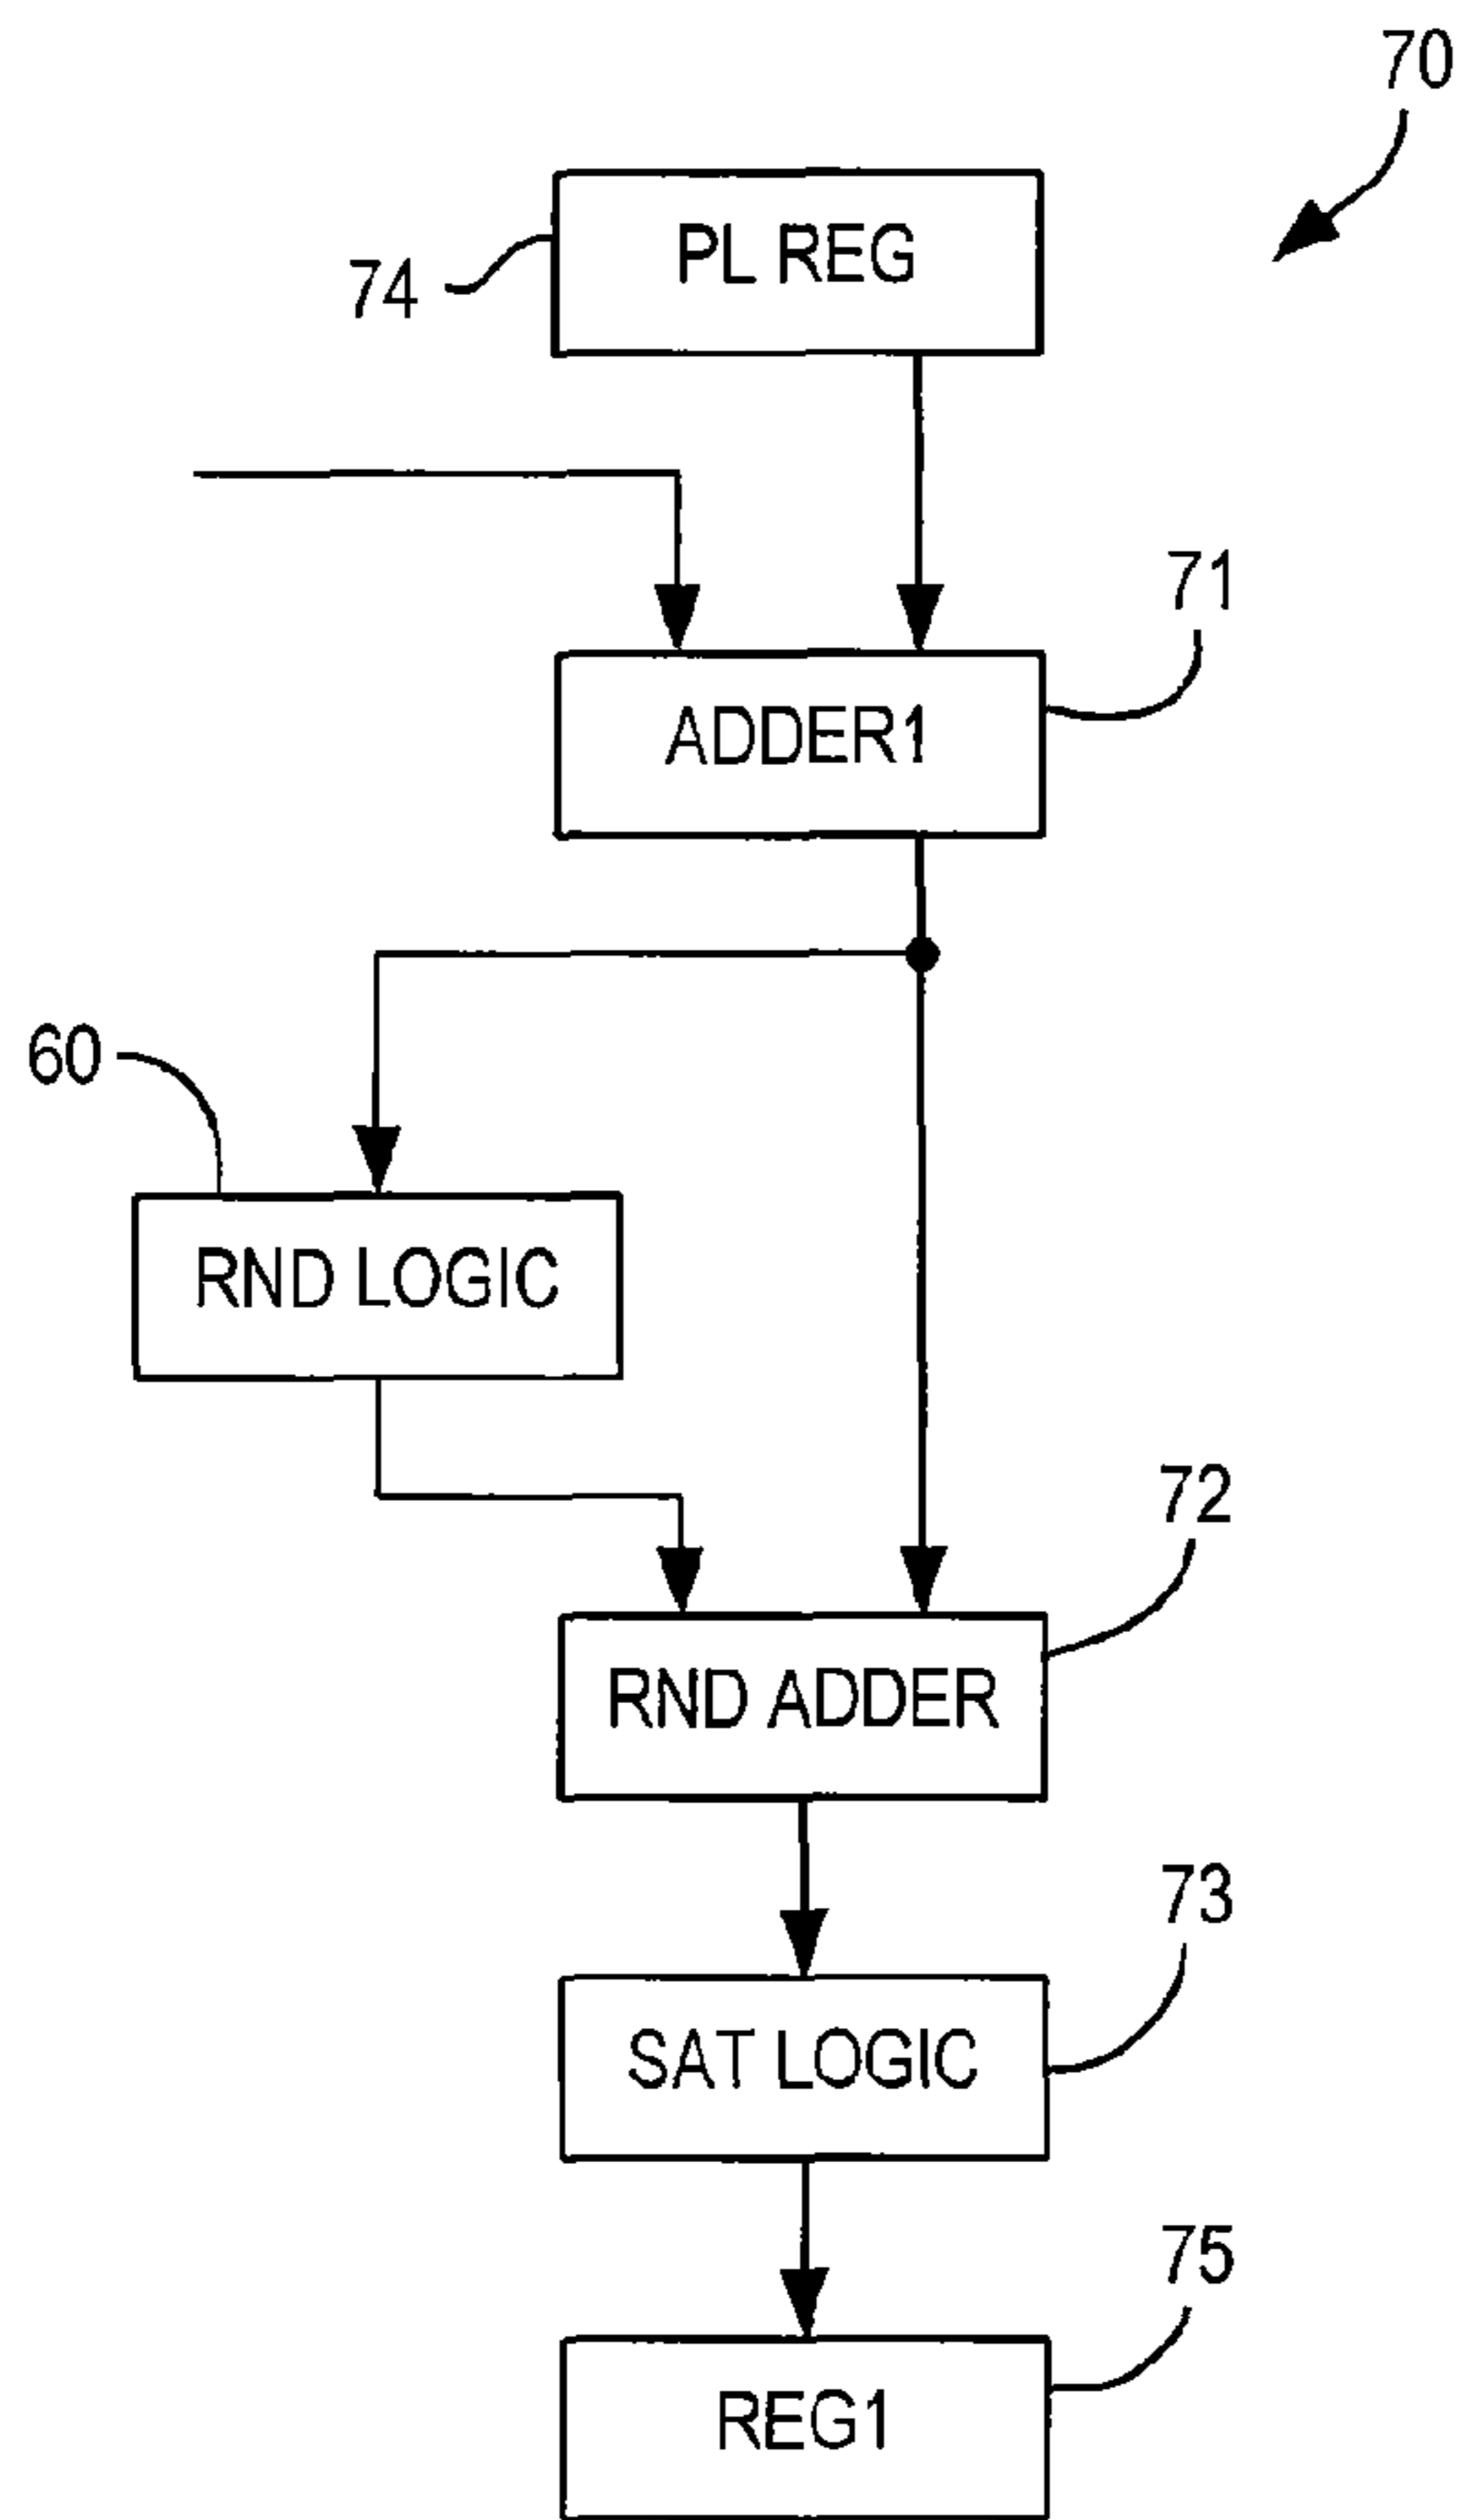 70
PL REG
74
71
ADDER1
60
RND LOGIC
72
RND ADDER
73
SAT LOGIC
75
REG1